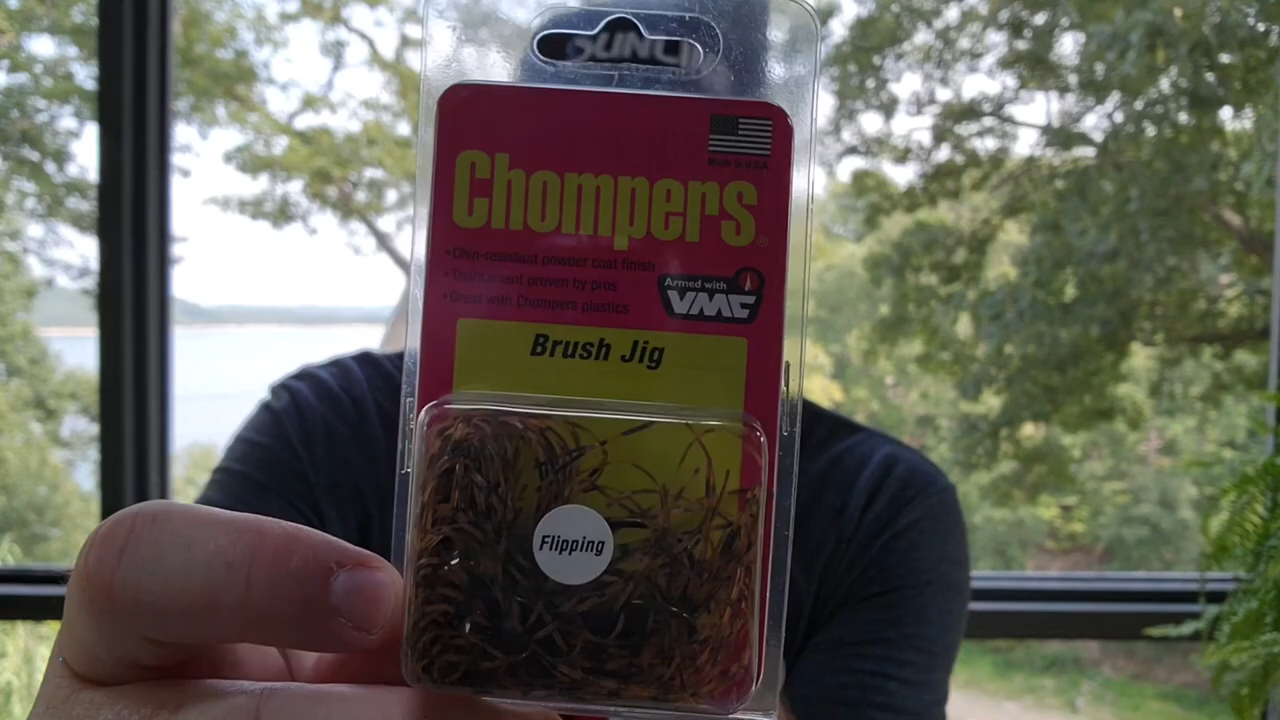 Made in U.S.A
Chompers®
•Chip-resistant powder coat finish
•Tournament proven by pros
•Great with Chompers plastics
Armed with
VMC
Brush Jig
Flipping